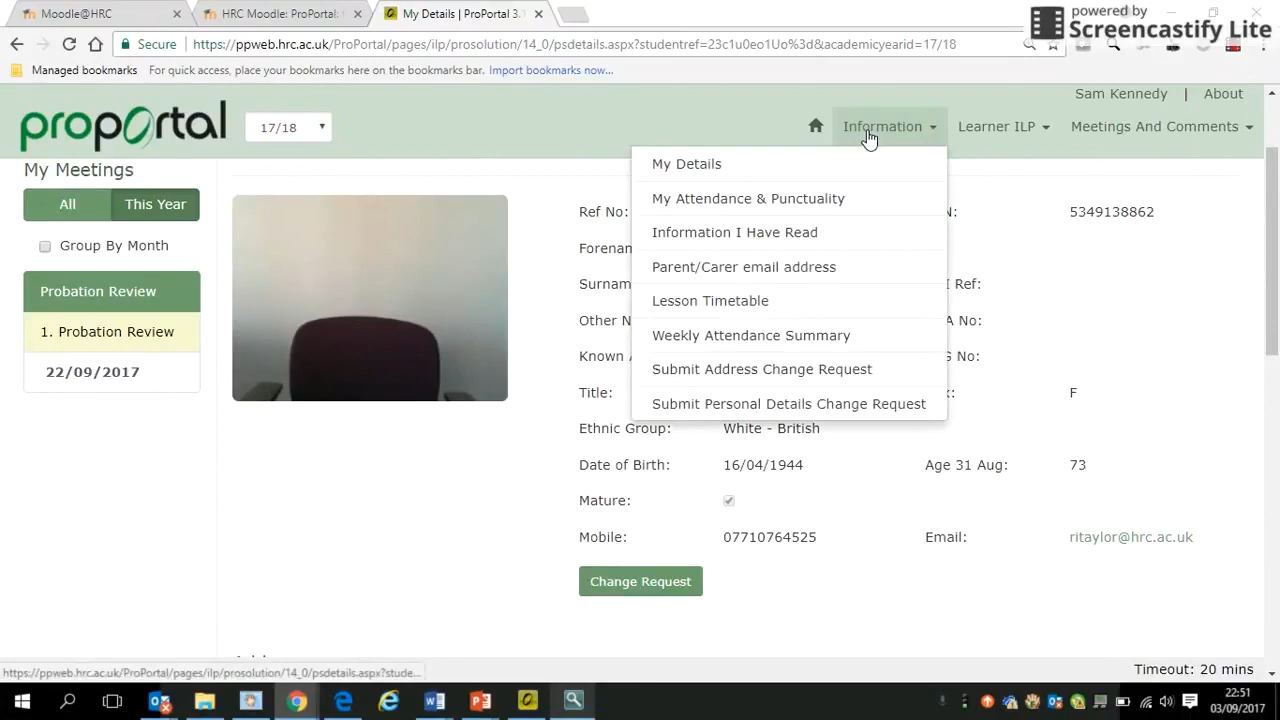 Moodle@HRC
HRC Moodle: ProPortal:
My Details | ProPortal 3.1
powered by
Screencastify Lite
Secure
https://ppweb.hrc.ac.uk/ProPortal/pages/ilp/prosolution/14_0/psdetails.aspx?studentref=23c1u0eo1Uc%3d&academicyearid=17/18
Managed bookmarks
For quick access, place your bookmarks here on the bookmarks bar.
Import bookmarks now...
Sam Kennedy | About
proportal
17/18
Information
Learner ILP
Meetings And Comments
My Meetings
All
This Year
Group By Month
Probation Review
1. Probation Review
22/09/2017
My Details
My Attendance & Punctuality
Information I Have Read
Parent/Carer email address
Lesson Timetable
Weekly Attendance Summary
Submit Address Change Request
Submit Personal Details Change Request
Ref No:
N:
5349138862
Forenam
Surnam
I Ref:
Other N
A No:
Known A
G No:
Title:
F
Ethnic Group:
White - British
Date of Birth:
16/04/1944
Age 31 Aug:
73
Mature:
Mobile:
07710764525
Email:
ritaylor@hrc.ac.uk
Change Request
https://ppweb.hrc.ac.uk/ProPortal/pages/ilp/prosolution/14_0/psdetails.aspx?stude...
Timeout: 20 mins
22:51
03/09/2017